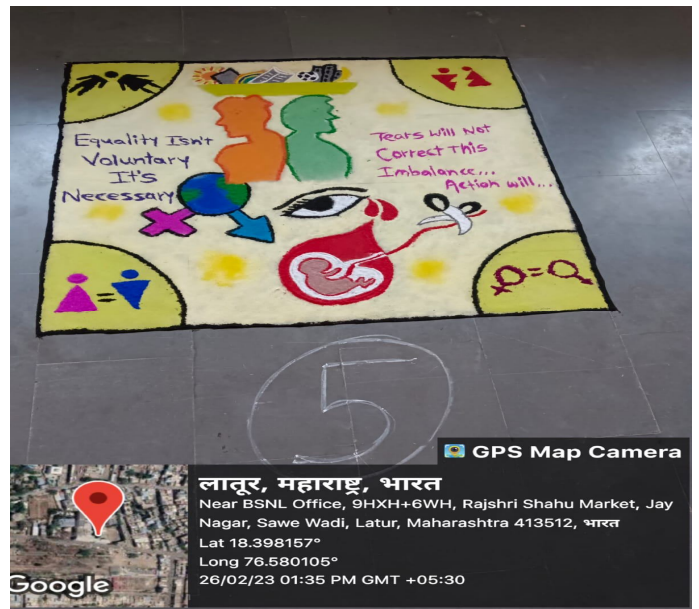 Equality Isn't
Voluntary
It's
Necessary
Tears Will Not
Correct This
Imbalance...
Action will...
5
GPS Map Camera
लातूर, महाराष्ट्र, भारत
Near BSNL Office, 9HXH+6WH, Rajshri Shahu Market, Jay
Nagar, Sawe Wadi, Latur, Maharashtra 413512, भारत
Lat 18.398157°
Long 76.580105°
26/02/23 01:35 PM GMT +05:30
Google